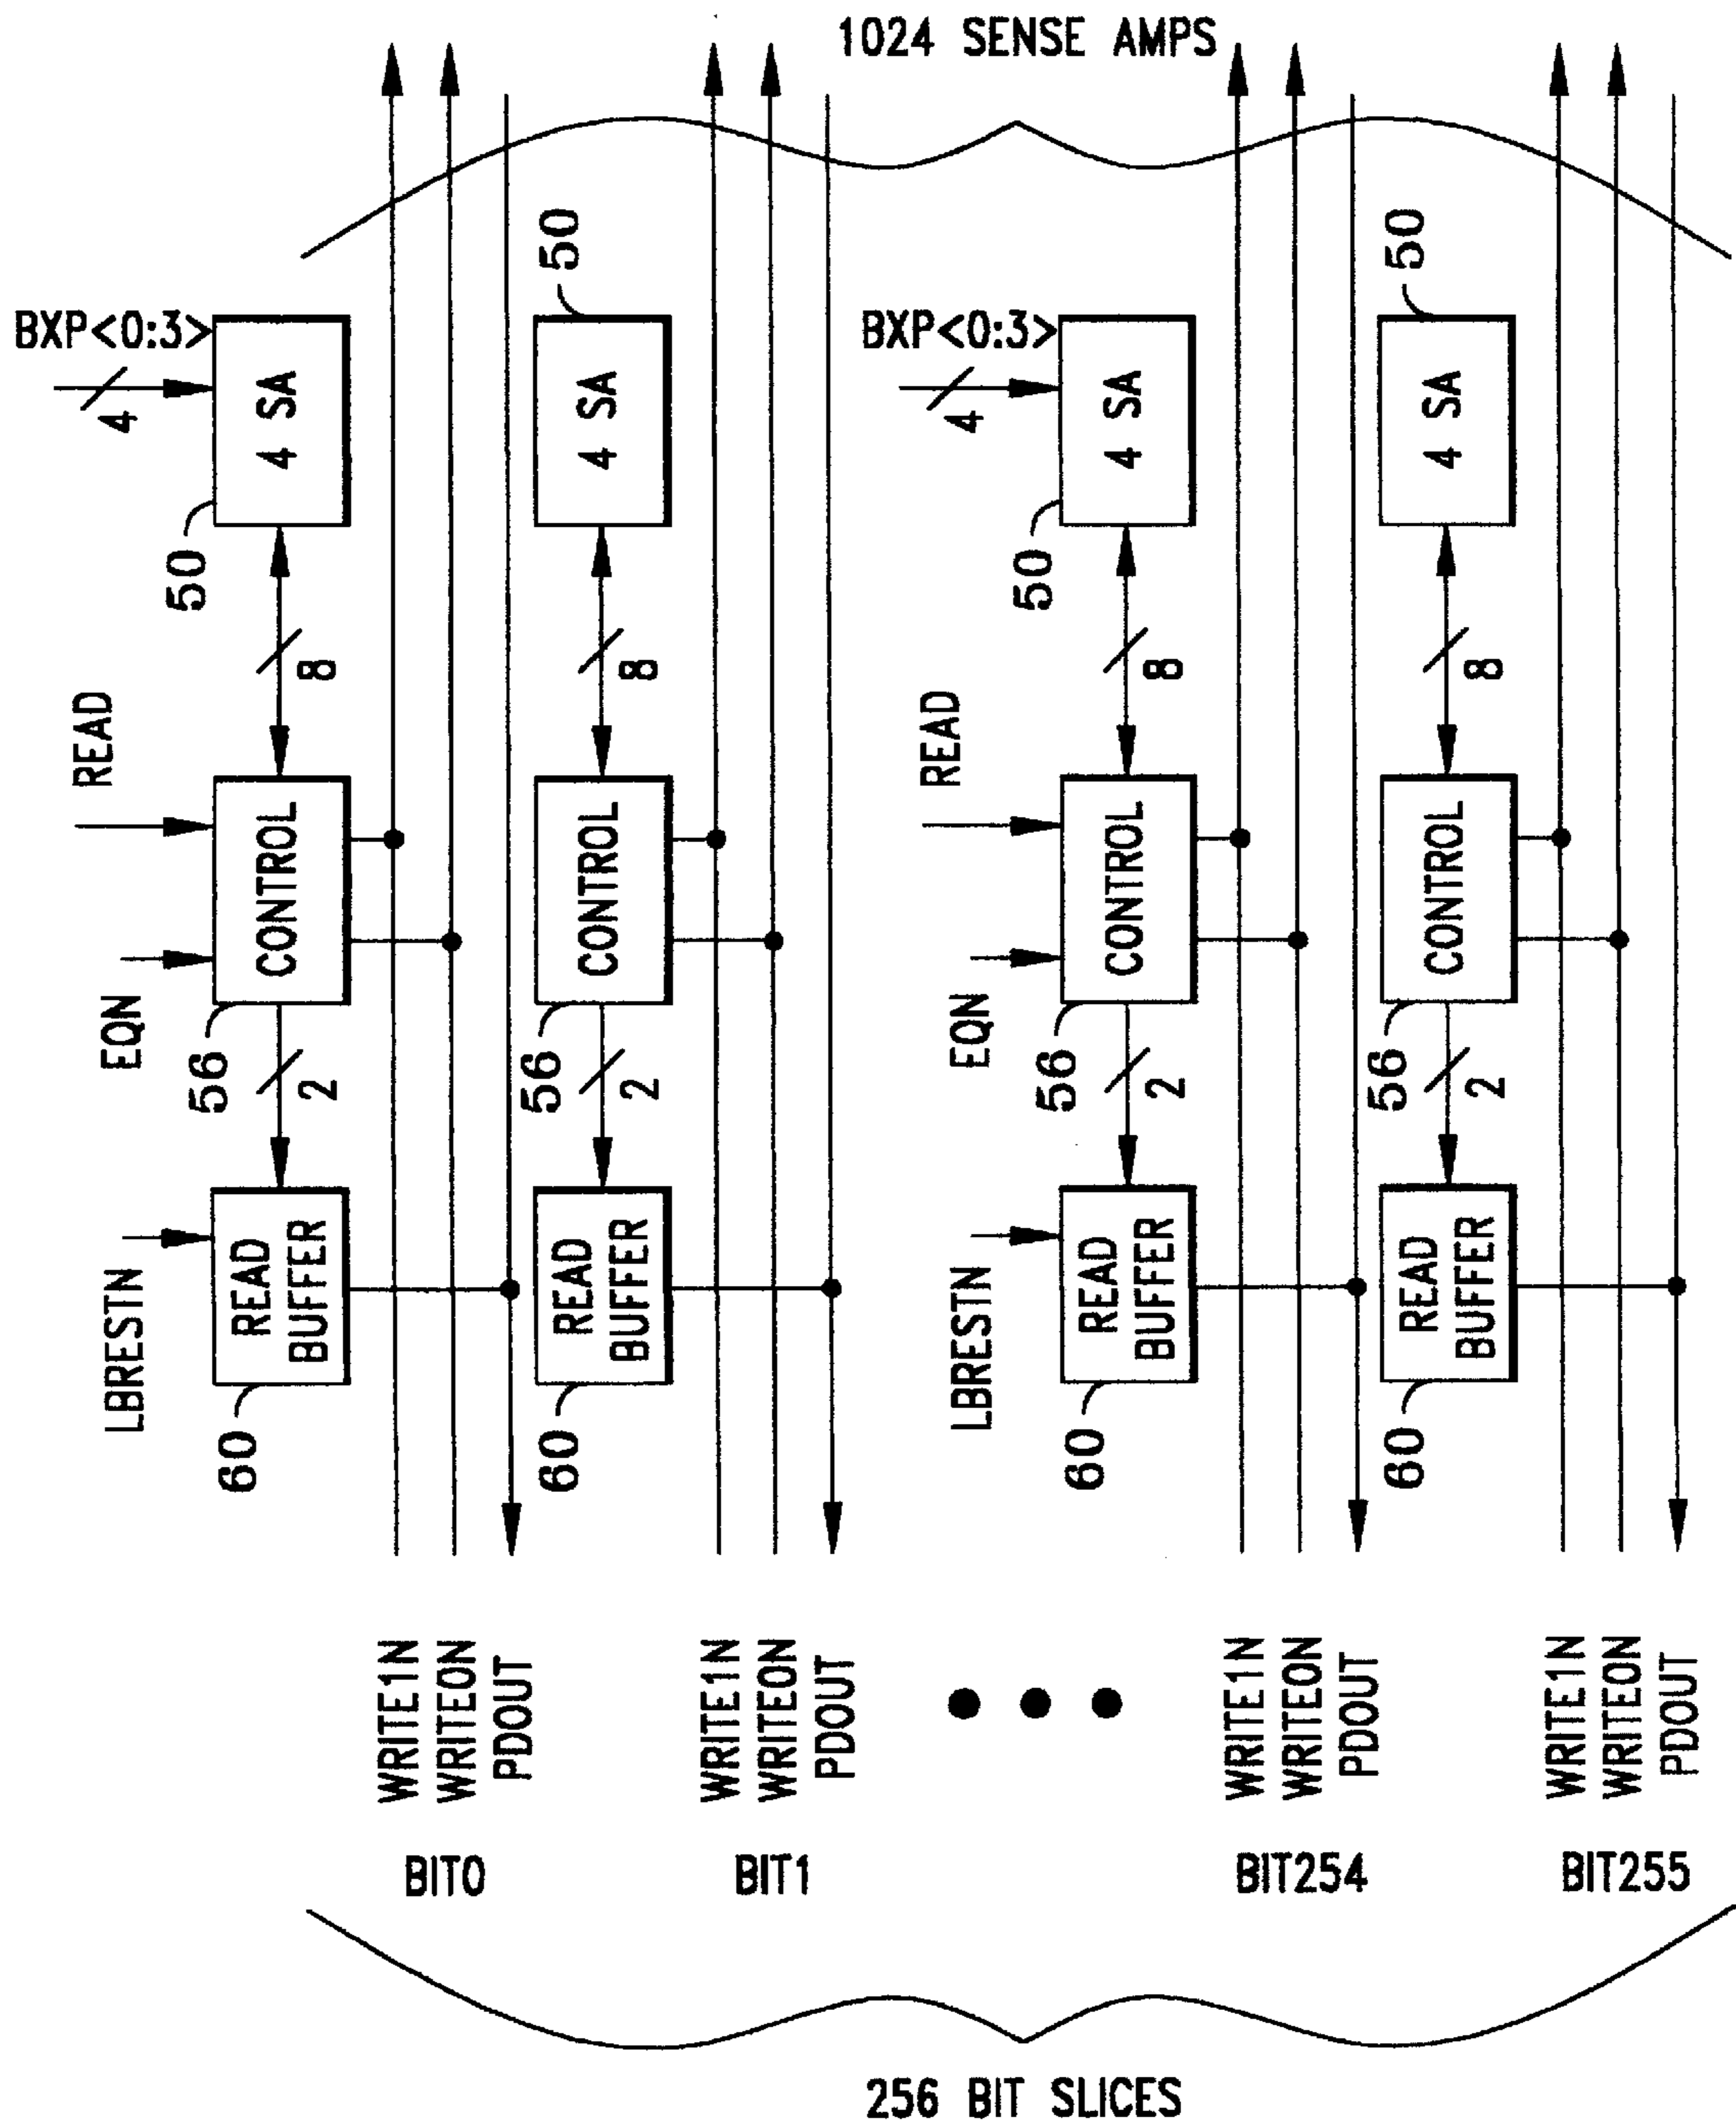 1024 SENSE AMPS
BXP<0:3>
4
4 SA
50
8
READ
CONTROL
EQN
56
2
READ
BUFFER
LBRESTN
60
4 SA
50
8
CONTROL
56
2
READ
BUFFER
60
BXP<0:3>
4
4 SA
50
8
READ
CONTROL
EQN
56
2
READ
BUFFER
LBRESTN
60
4 SA
50
8
CONTROL
56
2
READ
BUFFER
60
WRITE1N
WRITE0N
PDOUT
WRITE1N
WRITE0N
PDOUT
WRITE1N
WRITE0N
PDOUT
WRITE1N
WRITE0N
PDOUT
BIT0
BIT1
BIT254
BIT255
256 BIT SLICES